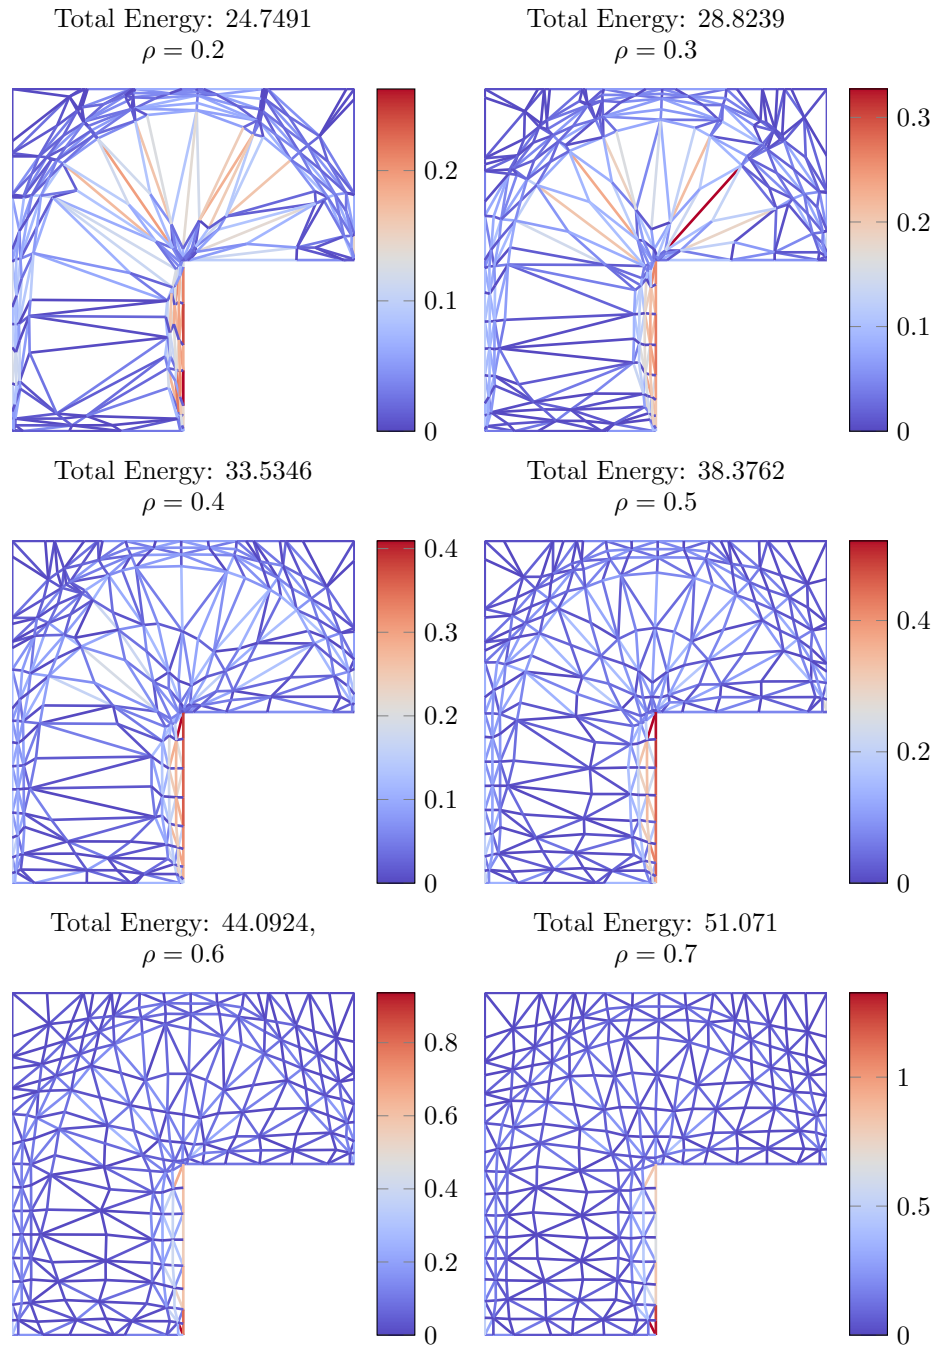 Total Energy: 24.7491
ρ = 0.2
0.2
0.1
0
Total Energy: 28.8239
ρ = 0.3
0.3
0.2
0.1
0
Total Energy: 33.5346
ρ = 0.4
0.4
0.3
0.2
0.1
0
Total Energy: 38.3762
ρ = 0.5
0.4
0.2
0
Total Energy: 44.0924,
ρ = 0.6
0.8
0.6
0.4
0.2
0
Total Energy: 51.071
ρ = 0.7
1
0.5
0